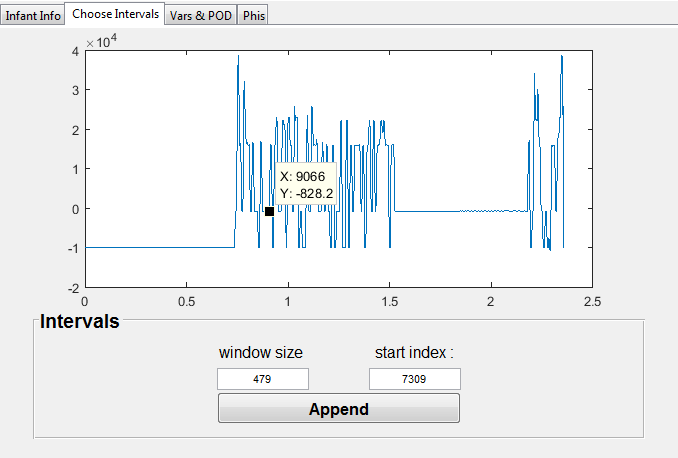 Infant Info Choose Intervals Vars & POD Phis
×10⁴
4
3
2
1
0
-1
-2
0 0.5 1 1.5 2 2.5
X: 9066
Y: -828.2
Intervals
window size start index :
479 7309
Append